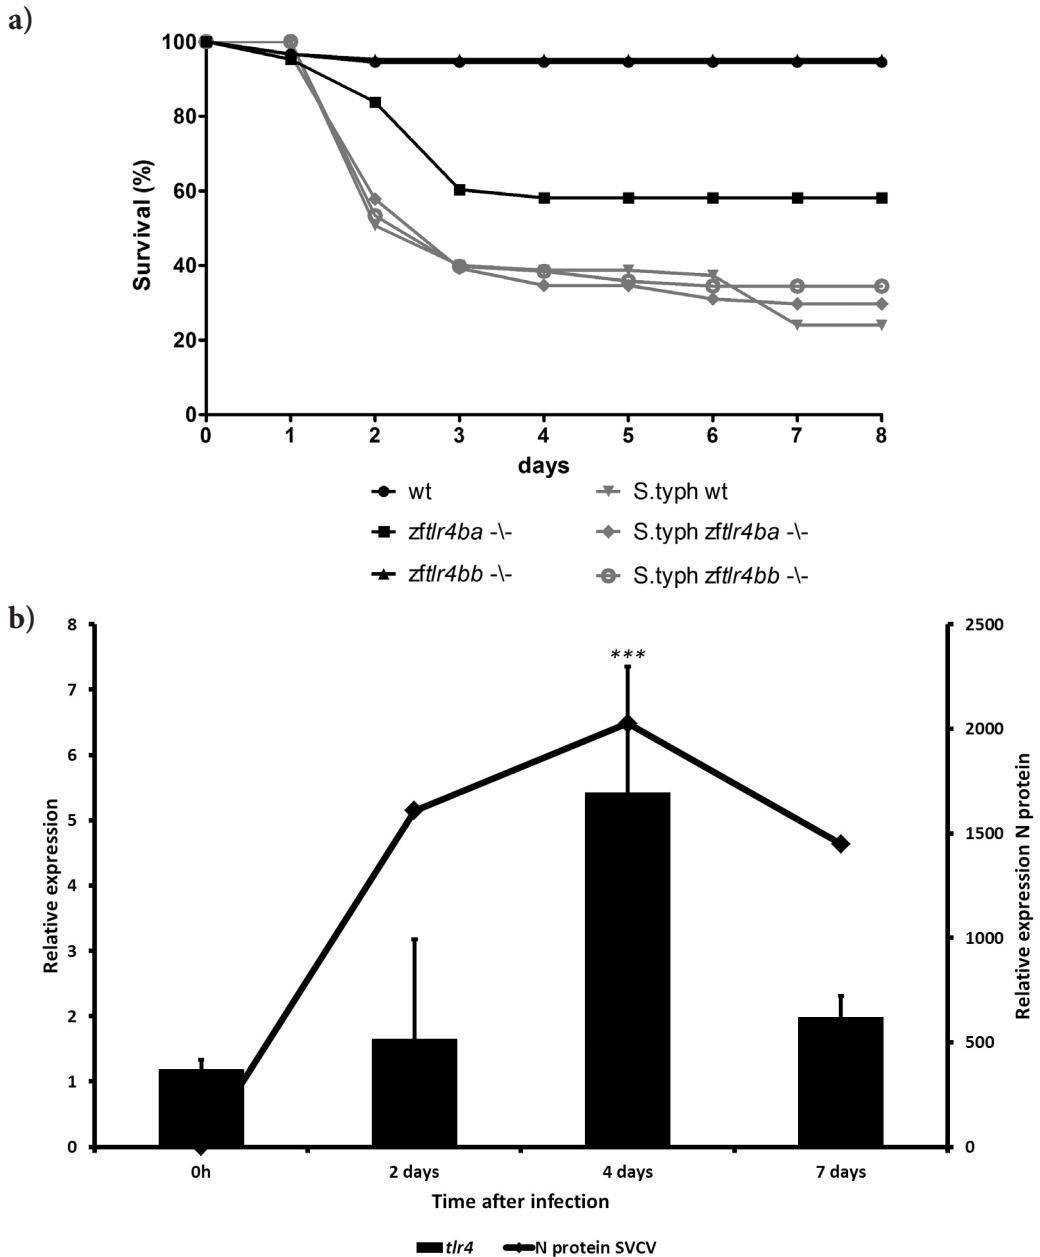 a)
100
80
60
40
20
0
Survival (%)
0 1 2 3 4 5 6 7 8
days
wt
zftlr4ba -\-
zftlr4bb -\-
S.typh wt
S.typh zftlr4ba -\-
S.typh zftlr4bb -\-
b)
8
7
6
5
4
3
2
1
0
Relative expression
***
2500
2000
1500
1000
500
0
Relative expression N protein
0h 2 days 4 days 7 days
Time after infection
tlr4 N protein SVCV